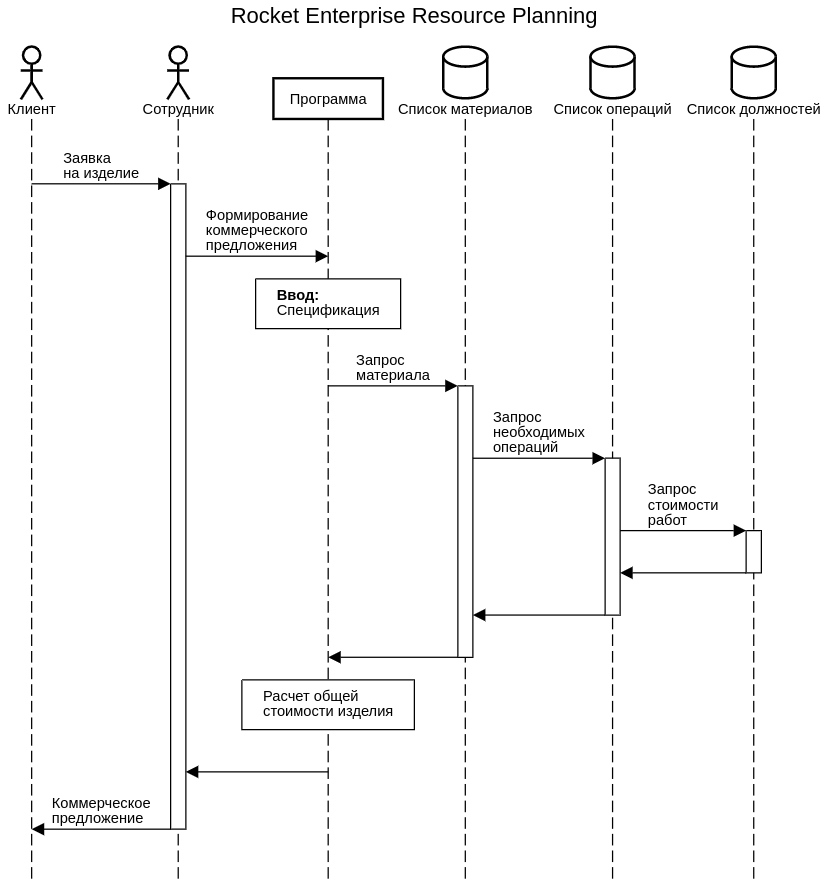 Rocket Enterprise Resource Planning
Клиент
Сотрудник
Программа
Список материалов
Список операций
Список должностей
Заявка
на изделие
Формирование
коммерческого
предложения
Ввод:
Спецификация
Запрос
материала
Запрос
необходимых
операций
Запрос
стоимости
работ
Расчет общей
стоимости изделия
Коммерческое
предложение